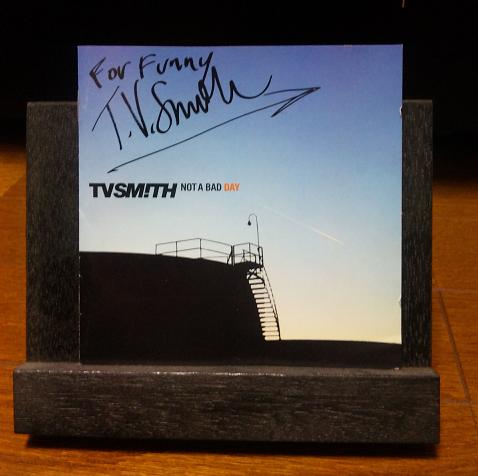 For Funny
T.V. Smith
TVSM!TH NOT A BAD DAY